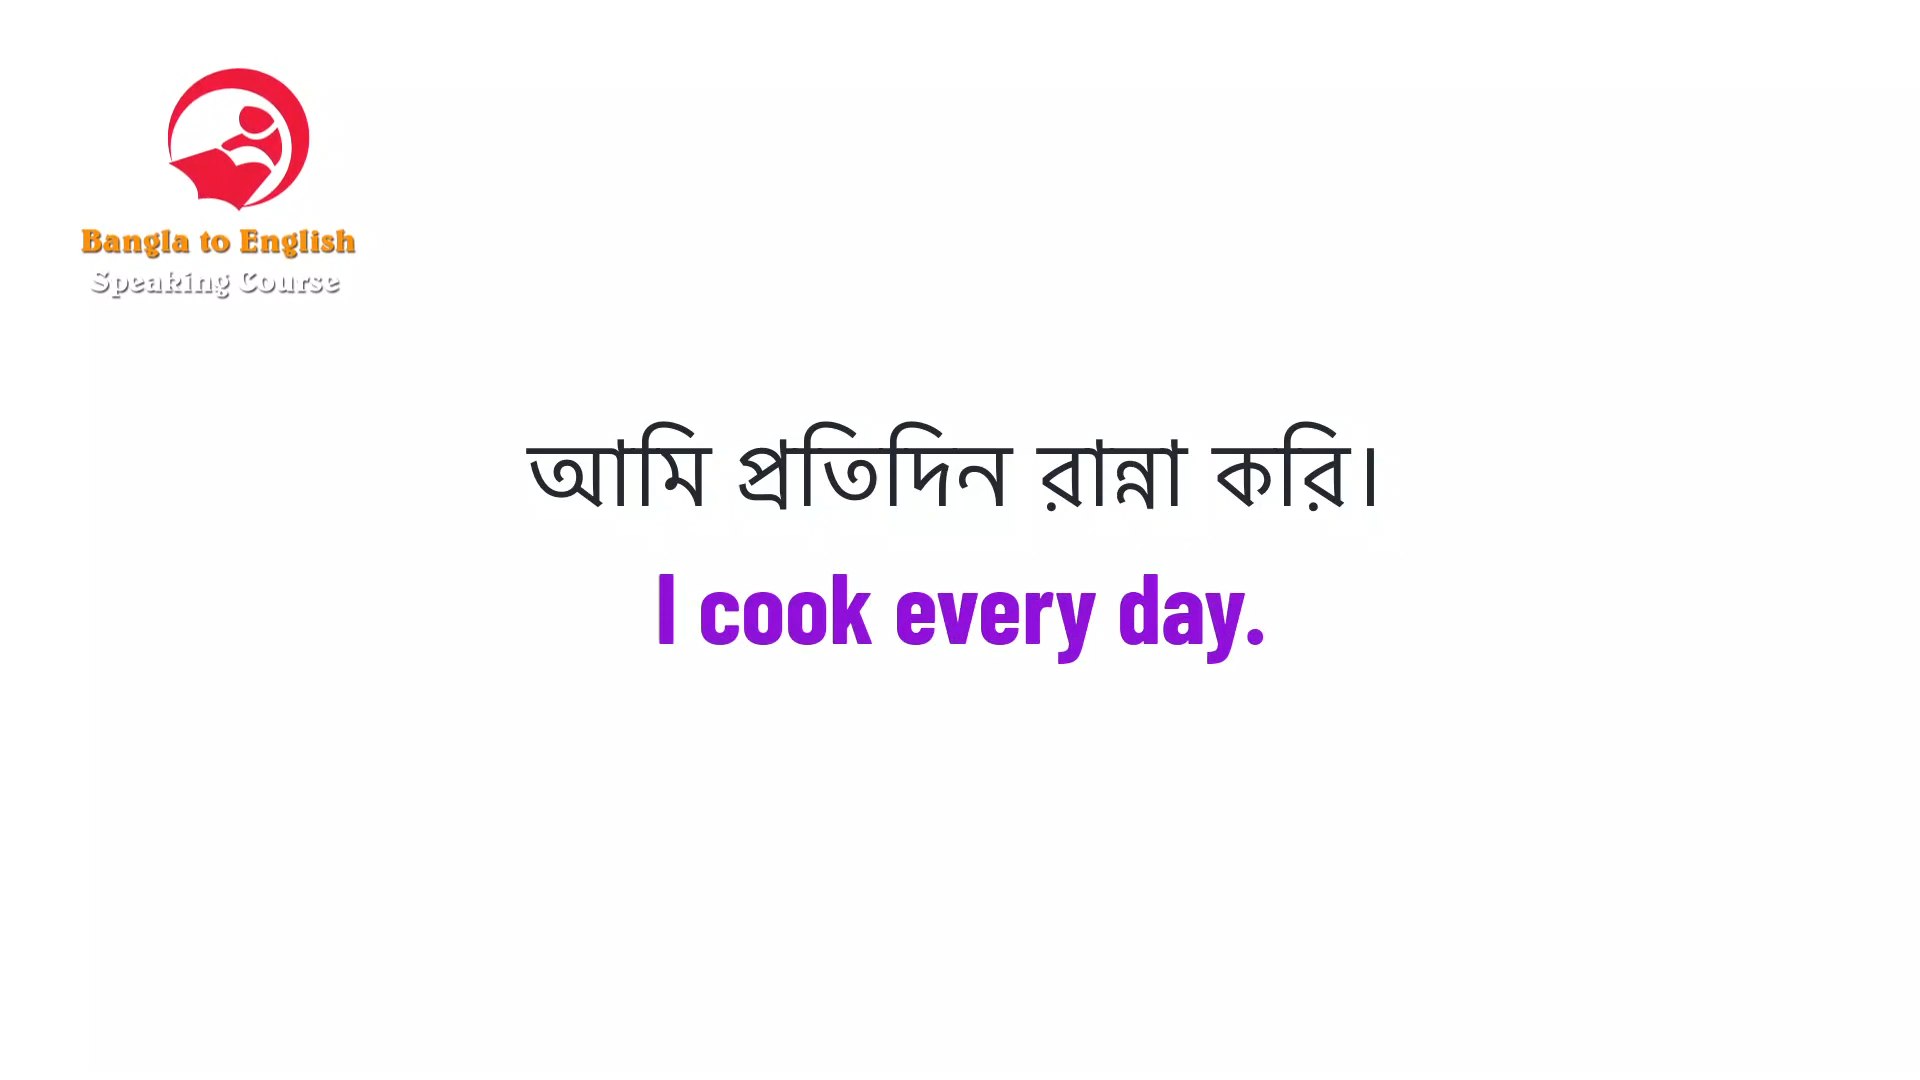 Bangla to English
Speaking Course
আমি প্রতিদিন রান্না করি।
I cook every day.